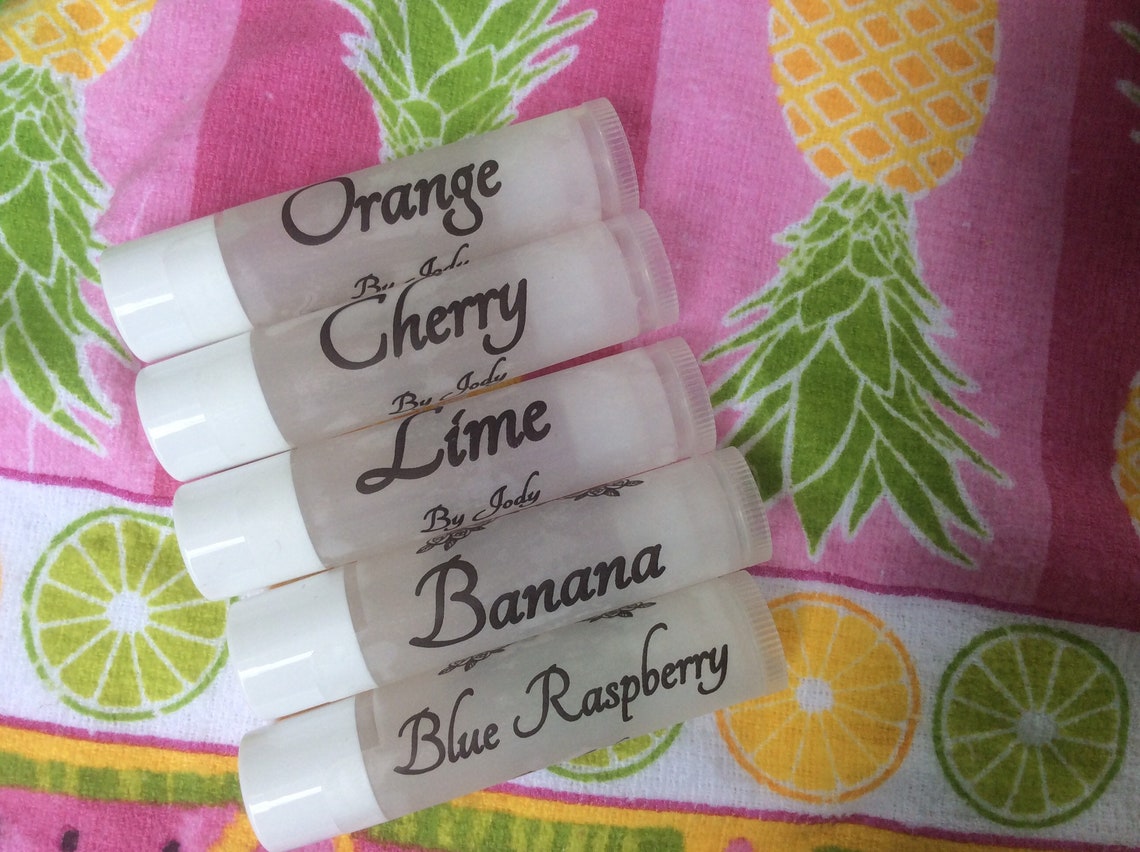 Orange
By Jody
Cherry
By Jody
Lime
By Jody
Banana
Blue Raspberry